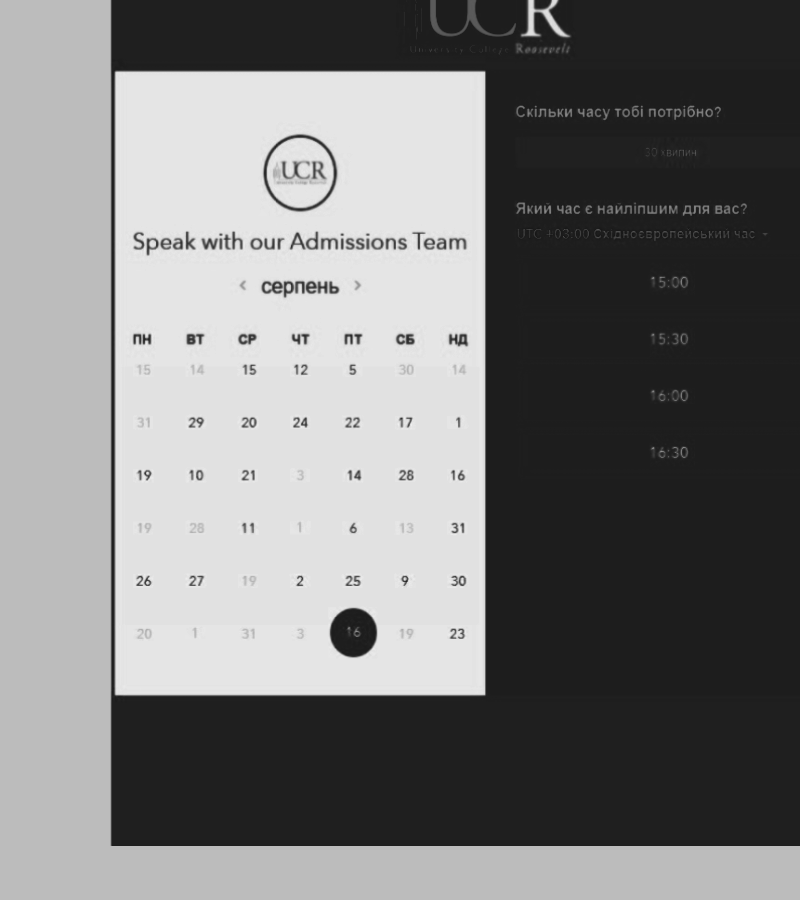 UCR
University College Roosevelt
UCR
Speak with our Admissions Team
‹ серпень ›
ПН ВТ СР ЧТ ПТ СБ НД
15 14 15 12 5 30 14
31 29 20 24 22 17 1
19 10 21 3 14 28 16
19 28 11 1 6 13 31
26 27 19 2 25 9 30
20 1 31 3 16 19 23
Скільки часу тобі потрібно?
30 хвилин
Який час є найліпшим для вас?
UTC +03:00 Східноєвропейський час
15:00
15:30
16:00
16:30